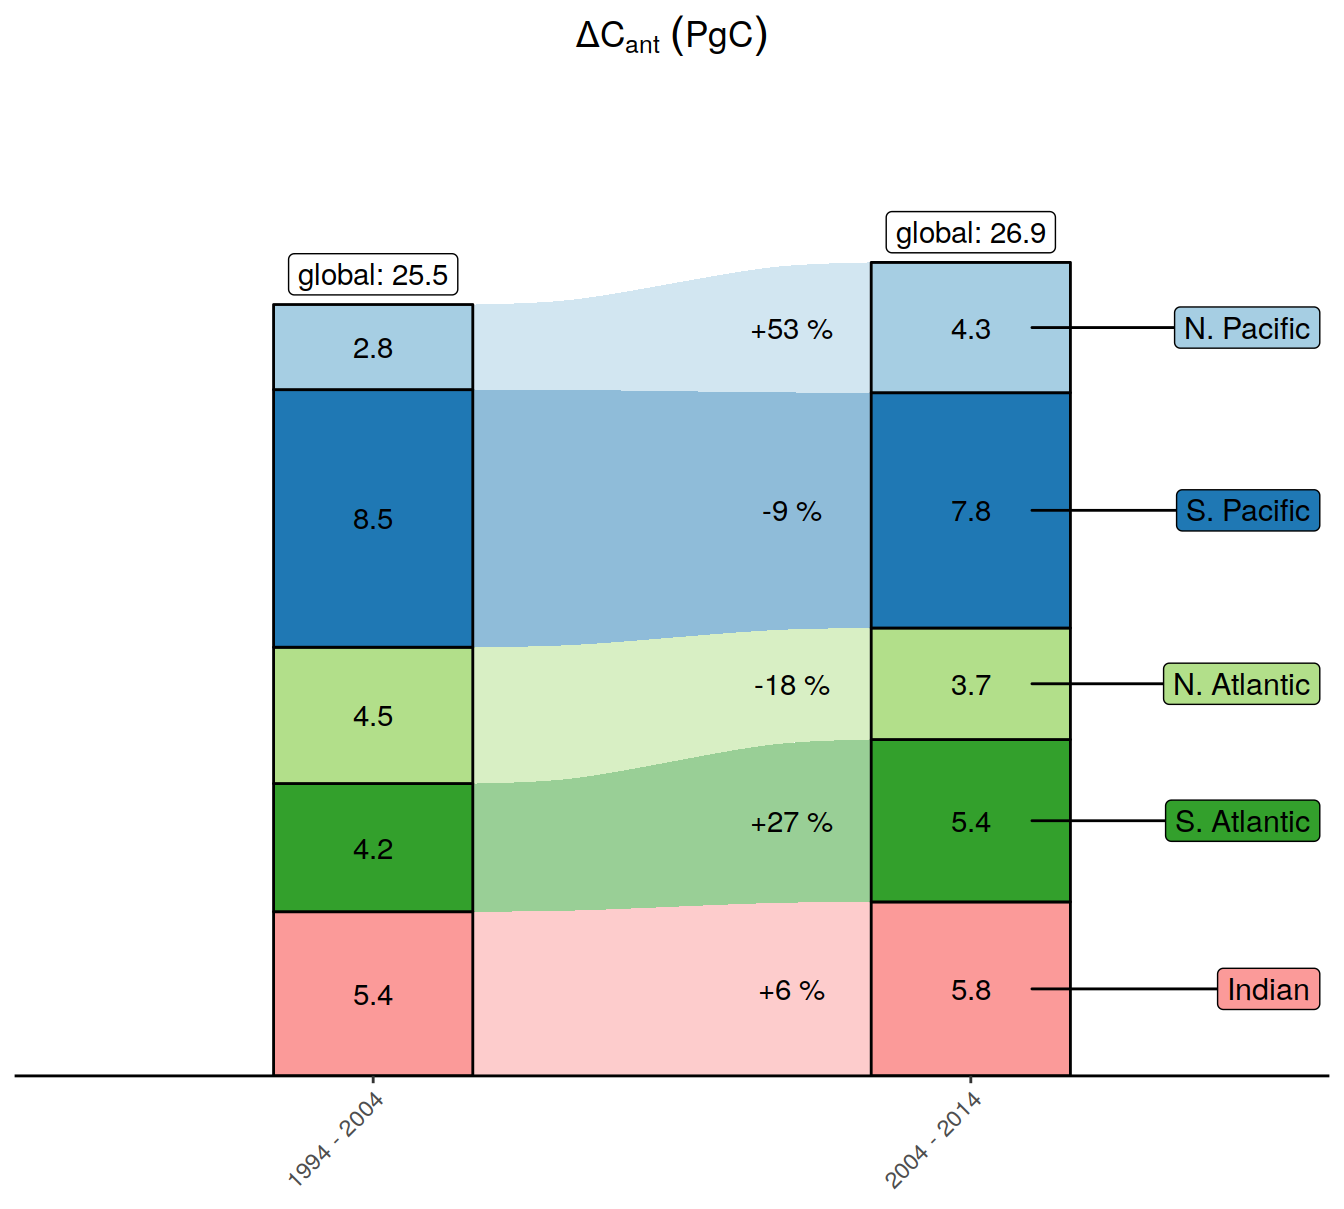 ΔCant (PgC)
global: 26.9
global: 25.5
2.8
+53 %
4.3
N. Pacific
8.5
-9 %
7.8
S. Pacific
4.5
-18 %
3.7
N. Atlantic
4.2
+27 %
5.4
S. Atlantic
5.4
+6 %
5.8
Indian
1994 - 2004
2004 - 2014